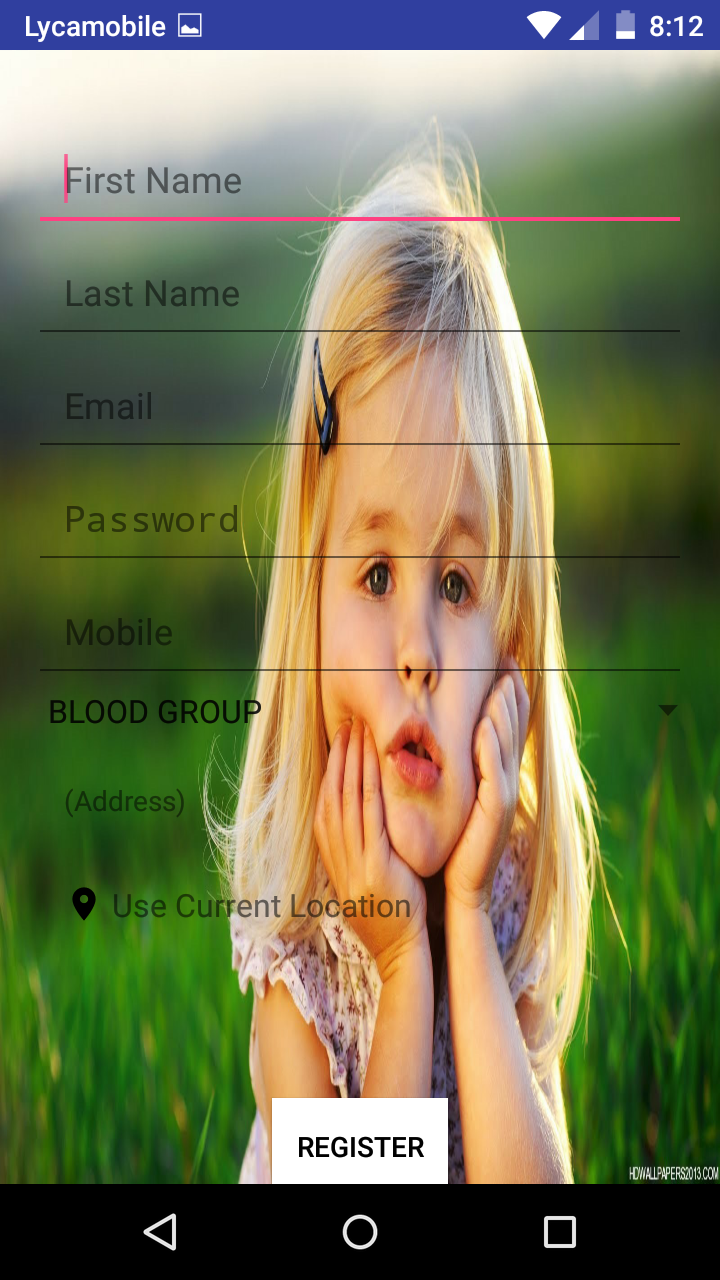 Lycamobile 8:12
First Name
Last Name
Email
Password
Mobile
BLOOD GROUP
(Address)
Use Current Location
REGISTER
HDWALLPAPERS2013.COM